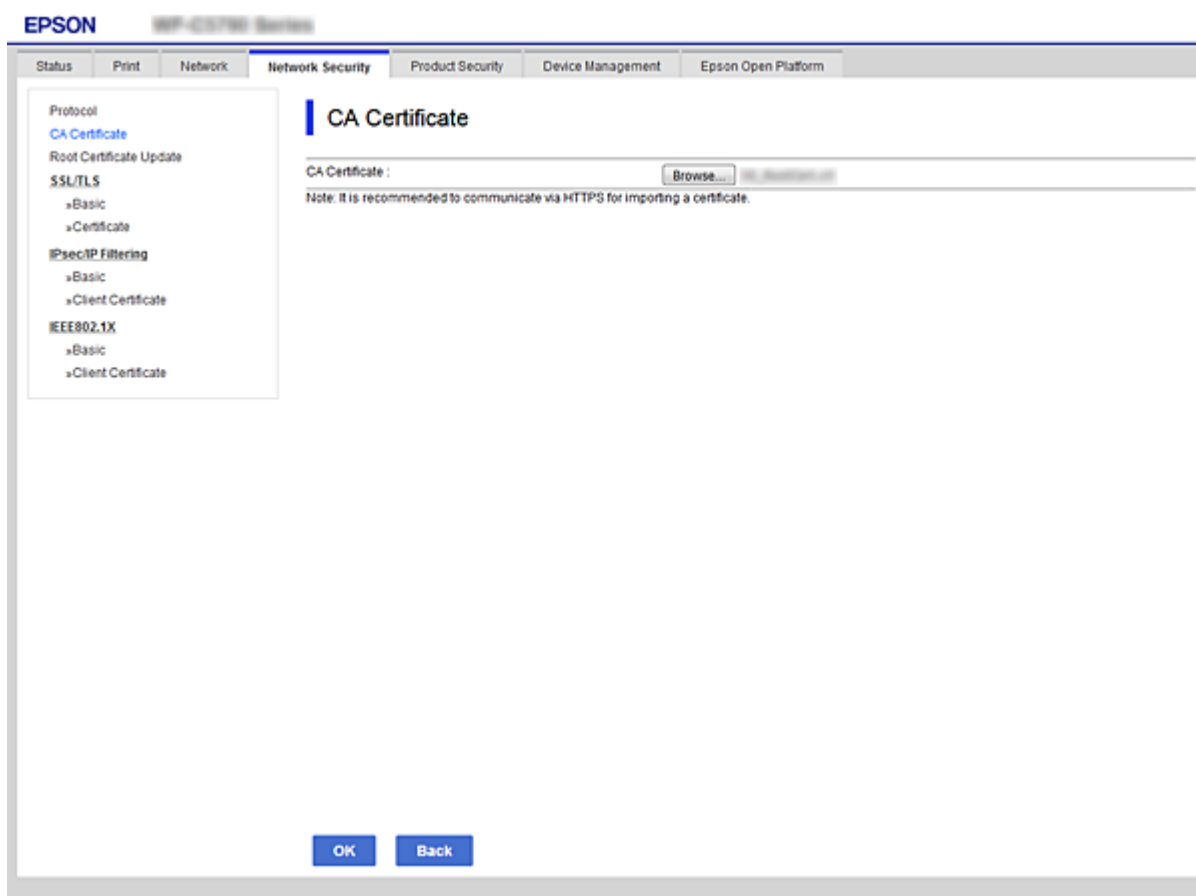 EPSON
Status Print Network Network Security Product Security Device Management Epson Open Platform
Protocol
CA Certificate
Root Certificate Update
SSL/TLS
»Basic
»Certificate
IPsec/IP Filtering
»Basic
»Client Certificate
IEEE802.1X
»Basic
»Client Certificate
CA Certificate
CA Certificate :
Browse...
Note: It is recommended to communicate via HTTPS for importing a certificate.
OK Back